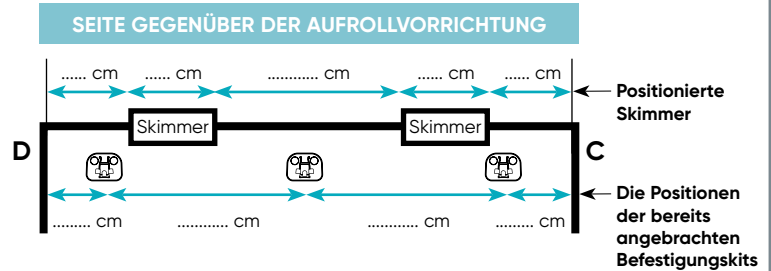 SEITE GEGENÜBER DER AUFROLLVORRICHTUNG
...... cm ...... cm ............ cm ...... cm ...... cm
Positionierte
Skimmer
Skimmer Skimmer
D C
Die Positionen
der bereits
angebrachten
Befestigungskits
......... cm ............ cm ............ cm ......... cm